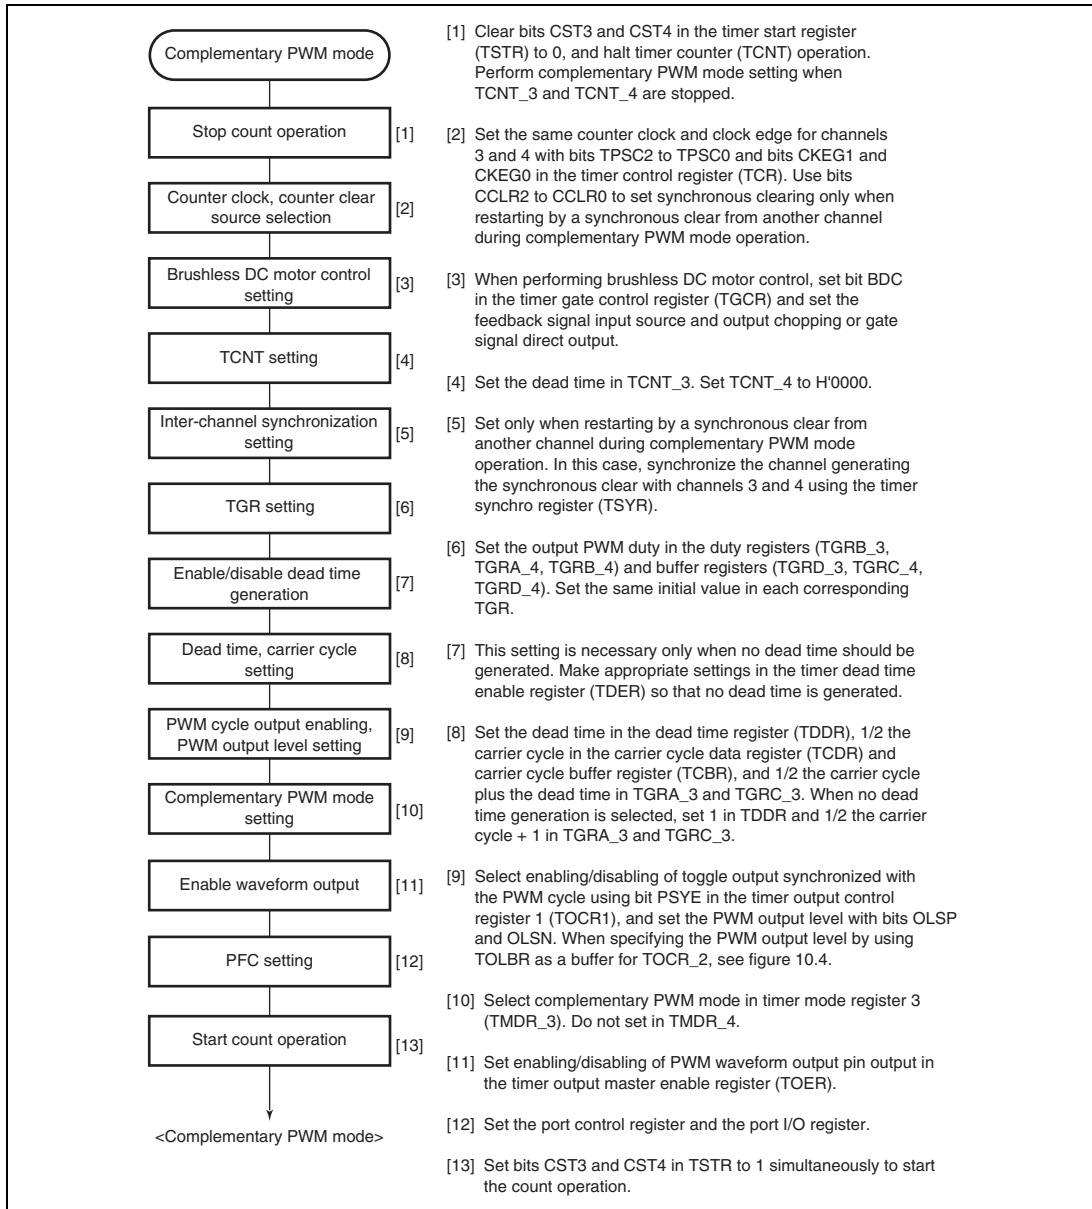 Complementary PWM mode
Stop count operation
[1]
Counter clock, counter clear
source selection
[2]
Brushless DC motor control
setting
[3]
TCNT setting
[4]
Inter-channel synchronization
setting
[5]
TGR setting
[6]
Enable/disable dead time
generation
[7]
Dead time, carrier cycle
setting
[8]
PWM cycle output enabling,
PWM output level setting
[9]
Complementary PWM mode
setting
[10]
Enable waveform output
[11]
PFC setting
[12]
Start count operation
[13]
<Complementary PWM mode>
[1] Clear bits CST3 and CST4 in the timer start register
(TSTR) to 0, and halt timer counter (TCNT) operation.
Perform complementary PWM mode setting when
TCNT_3 and TCNT_4 are stopped.
[2] Set the same counter clock and clock edge for channels
3 and 4 with bits TPSC2 to TPSC0 and bits CKEG1 and
CKEG0 in the timer control register (TCR). Use bits
CCLR2 to CCLR0 to set synchronous clearing only when
restarting by a synchronous clear from another channel
during complementary PWM mode operation.
[3] When performing brushless DC motor control, set bit BDC
in the timer gate control register (TGCR) and set the
feedback signal input source and output chopping or gate
signal direct output.
[4] Set the dead time in TCNT_3. Set TCNT_4 to H'0000.
[5] Set only when restarting by a synchronous clear from
another channel during complementary PWM mode
operation. In this case, synchronize the channel generating
the synchronous clear with channels 3 and 4 using the timer
synchro register (TSYR).
[6] Set the output PWM duty in the duty registers (TGRB_3,
TGRA_4, TGRB_4) and buffer registers (TGRD_3, TGRC_4,
TGRD_4). Set the same initial value in each corresponding
TGR.
[7] This setting is necessary only when no dead time should be
generated. Make appropriate settings in the timer dead time
enable register (TDER) so that no dead time is generated.
[8] Set the dead time in the dead time register (TDDR), 1/2 the
carrier cycle in the carrier cycle data register (TCDR) and
carrier cycle buffer register (TCBR), and 1/2 the carrier cycle
plus the dead time in TGRA_3 and TGRC_3. When no dead
time generation is selected, set 1 in TDDR and 1/2 the carrier
cycle + 1 in TGRA_3 and TGRC_3.
[9] Select enabling/disabling of toggle output synchronized with
the PWM cycle using bit PSYE in the timer output control
register 1 (TOCR1), and set the PWM output level with bits OLSP
and OLSN. When specifying the PWM output level by using
TOLBR as a buffer for TOCR_2, see figure 10.4.
[10] Select complementary PWM mode in timer mode register 3
(TMDR_3). Do not set in TMDR_4.
[11] Set enabling/disabling of PWM waveform output pin output in
the timer output master enable register (TOER).
[12] Set the port control register and the port I/O register.
[13] Set bits CST3 and CST4 in TSTR to 1 simultaneously to start
the count operation.